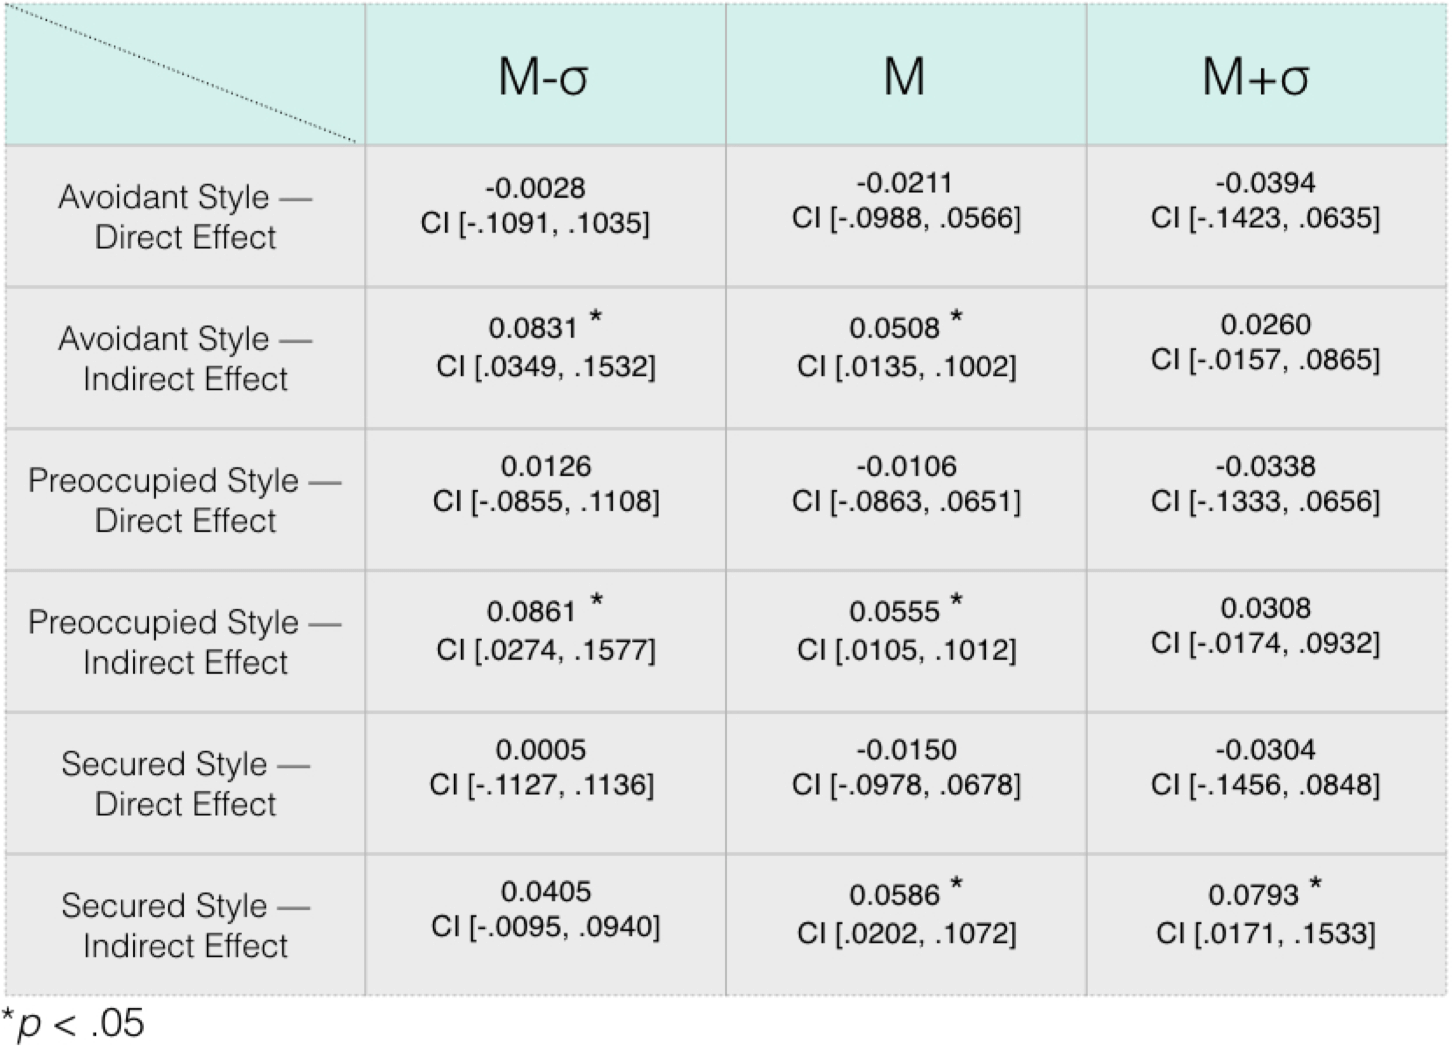 M-σ M M+σ
Avoidant Style —
Direct Effect
-0.0028
CI [-.1091, .1035]
-0.0211
CI [-.0988, .0566]
-0.0394
CI [-.1423, .0635]
Avoidant Style —
Indirect Effect
0.0831 *
CI [.0349, .1532]
0.0508 *
CI [.0135, .1002]
0.0260
CI [-.0157, .0865]
Preoccupied Style —
Direct Effect
0.0126
CI [-.0855, .1108]
-0.0106
CI [-.0863, .0651]
-0.0338
CI [-.1333, .0656]
Preoccupied Style —
Indirect Effect
0.0861 *
CI [.0274, .1577]
0.0555 *
CI [.0105, .1012]
0.0308
CI [-.0174, .0932]
Secured Style —
Direct Effect
0.0005
CI [-.1127, .1136]
-0.0150
CI [-.0978, .0678]
-0.0304
CI [-.1456, .0848]
Secured Style —
Indirect Effect
0.0405
CI [-.0095, .0940]
0.0586 *
CI [.0202, .1072]
0.0793 *
CI [.0171, .1533]
*p < .05